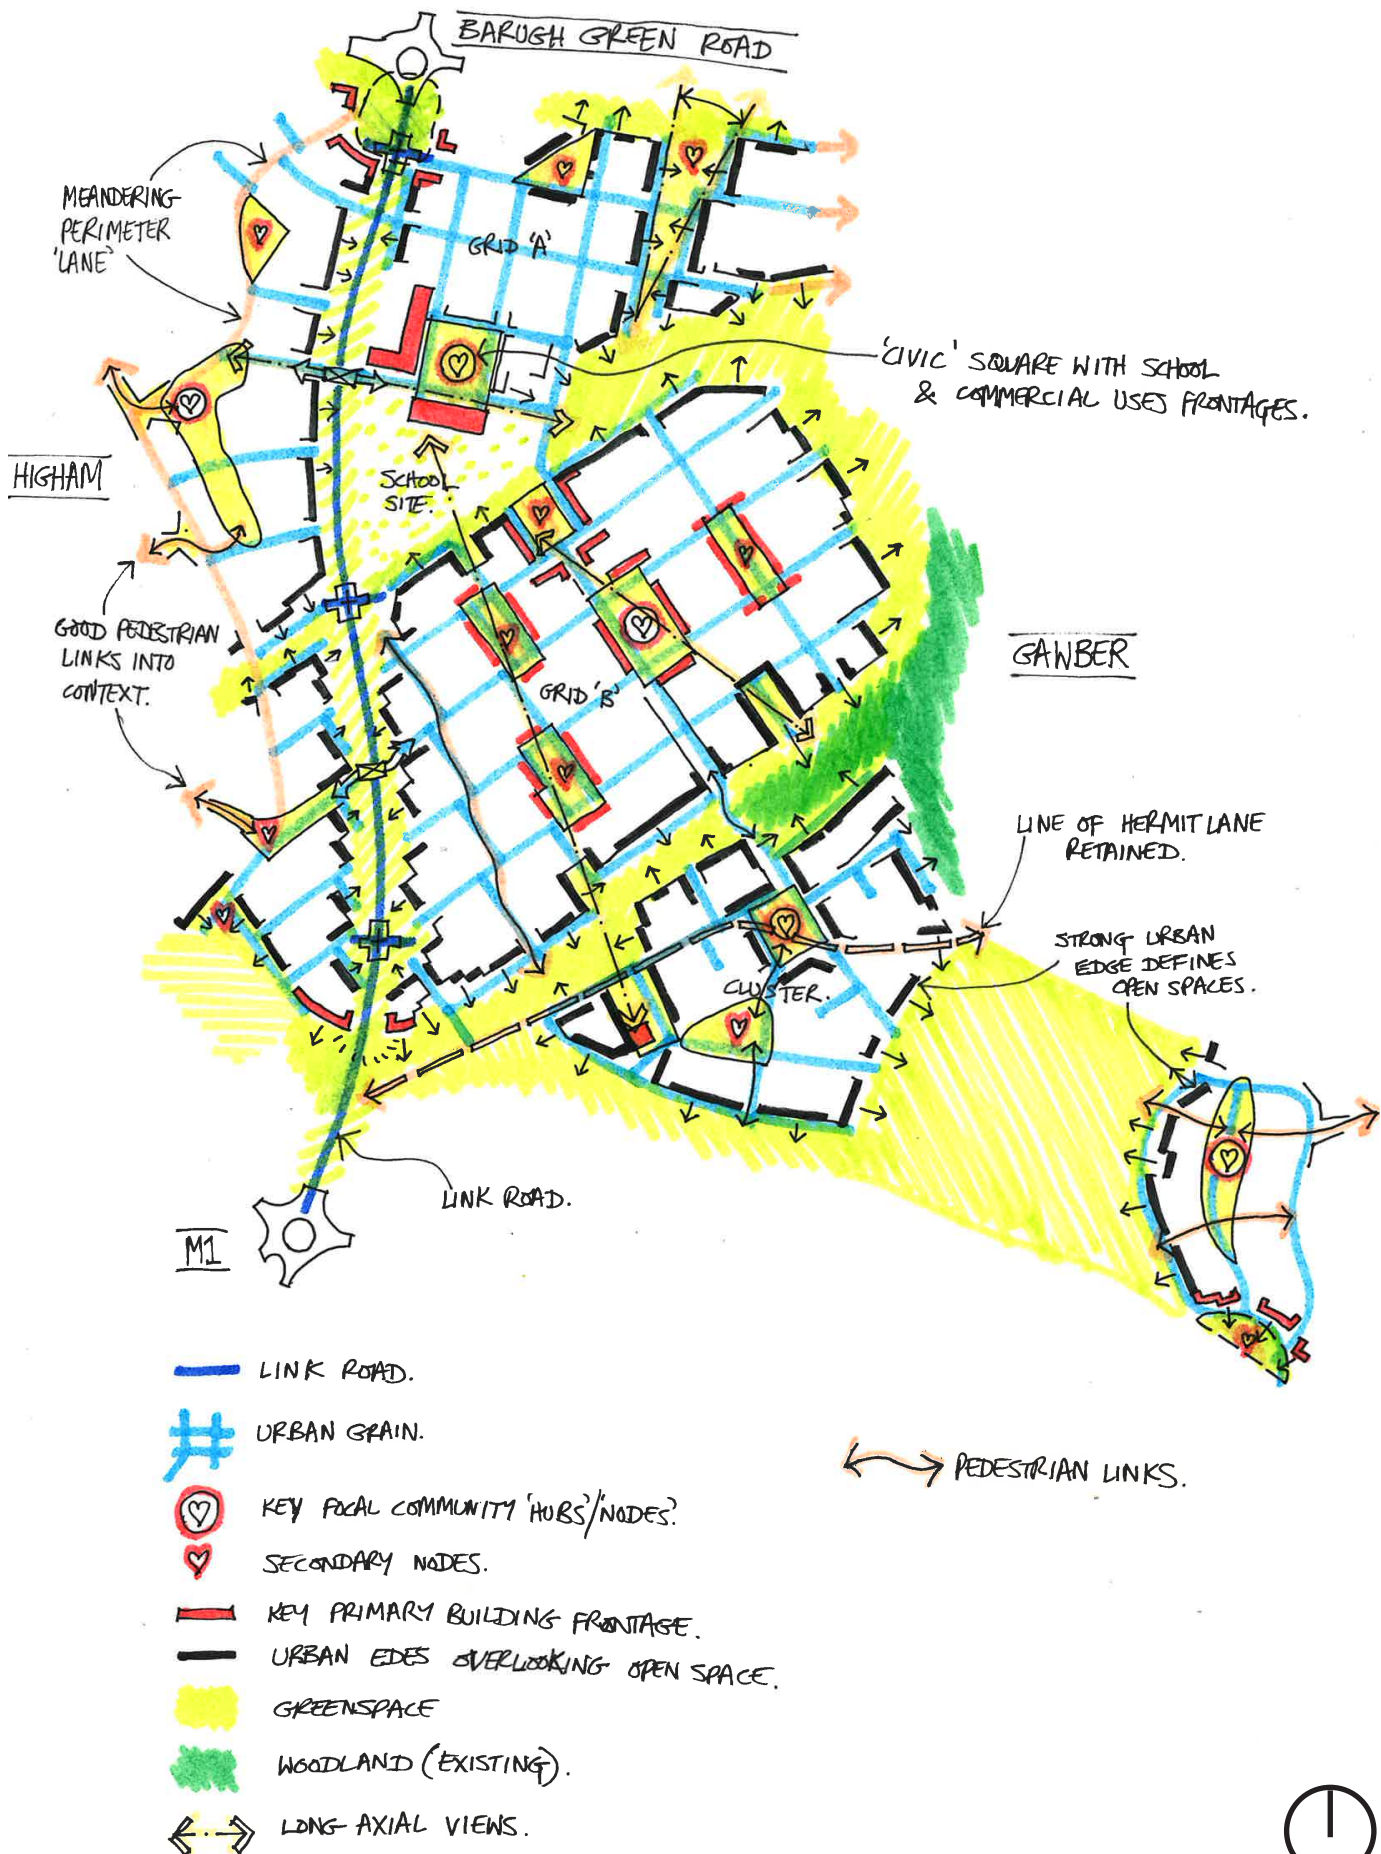 BARUGH GREEN ROAD
MEANDERING
PERIMETER
'LANE'
GRID 'A'
'CIVIC' SQUARE WITH SCHOOL
& COMMERCIAL USES FRONTAGES.
HIGHAM
SCHOOL
SITE.
GOOD PEDESTRIAN
LINKS INTO
CONTEXT.
GAWBER
GRID 'B'
LINE OF HERMIT LANE
RETAINED.
STRONG URBAN
EDGE DEFINES
OPEN SPACES.
CLUSTER.
LINK ROAD.
M1
LINK ROAD.
URBAN GRAIN.
KEY FOCAL COMMUNITY 'HUBS'/'NODES'.
SECONDARY NODES.
KEY PRIMARY BUILDING FRONTAGE.
URBAN EDES OVERLOOKING OPEN SPACE.
GREENSPACE
WOODLAND (EXISTING).
LONG AXIAL VIEWS.
PEDESTRIAN LINKS.